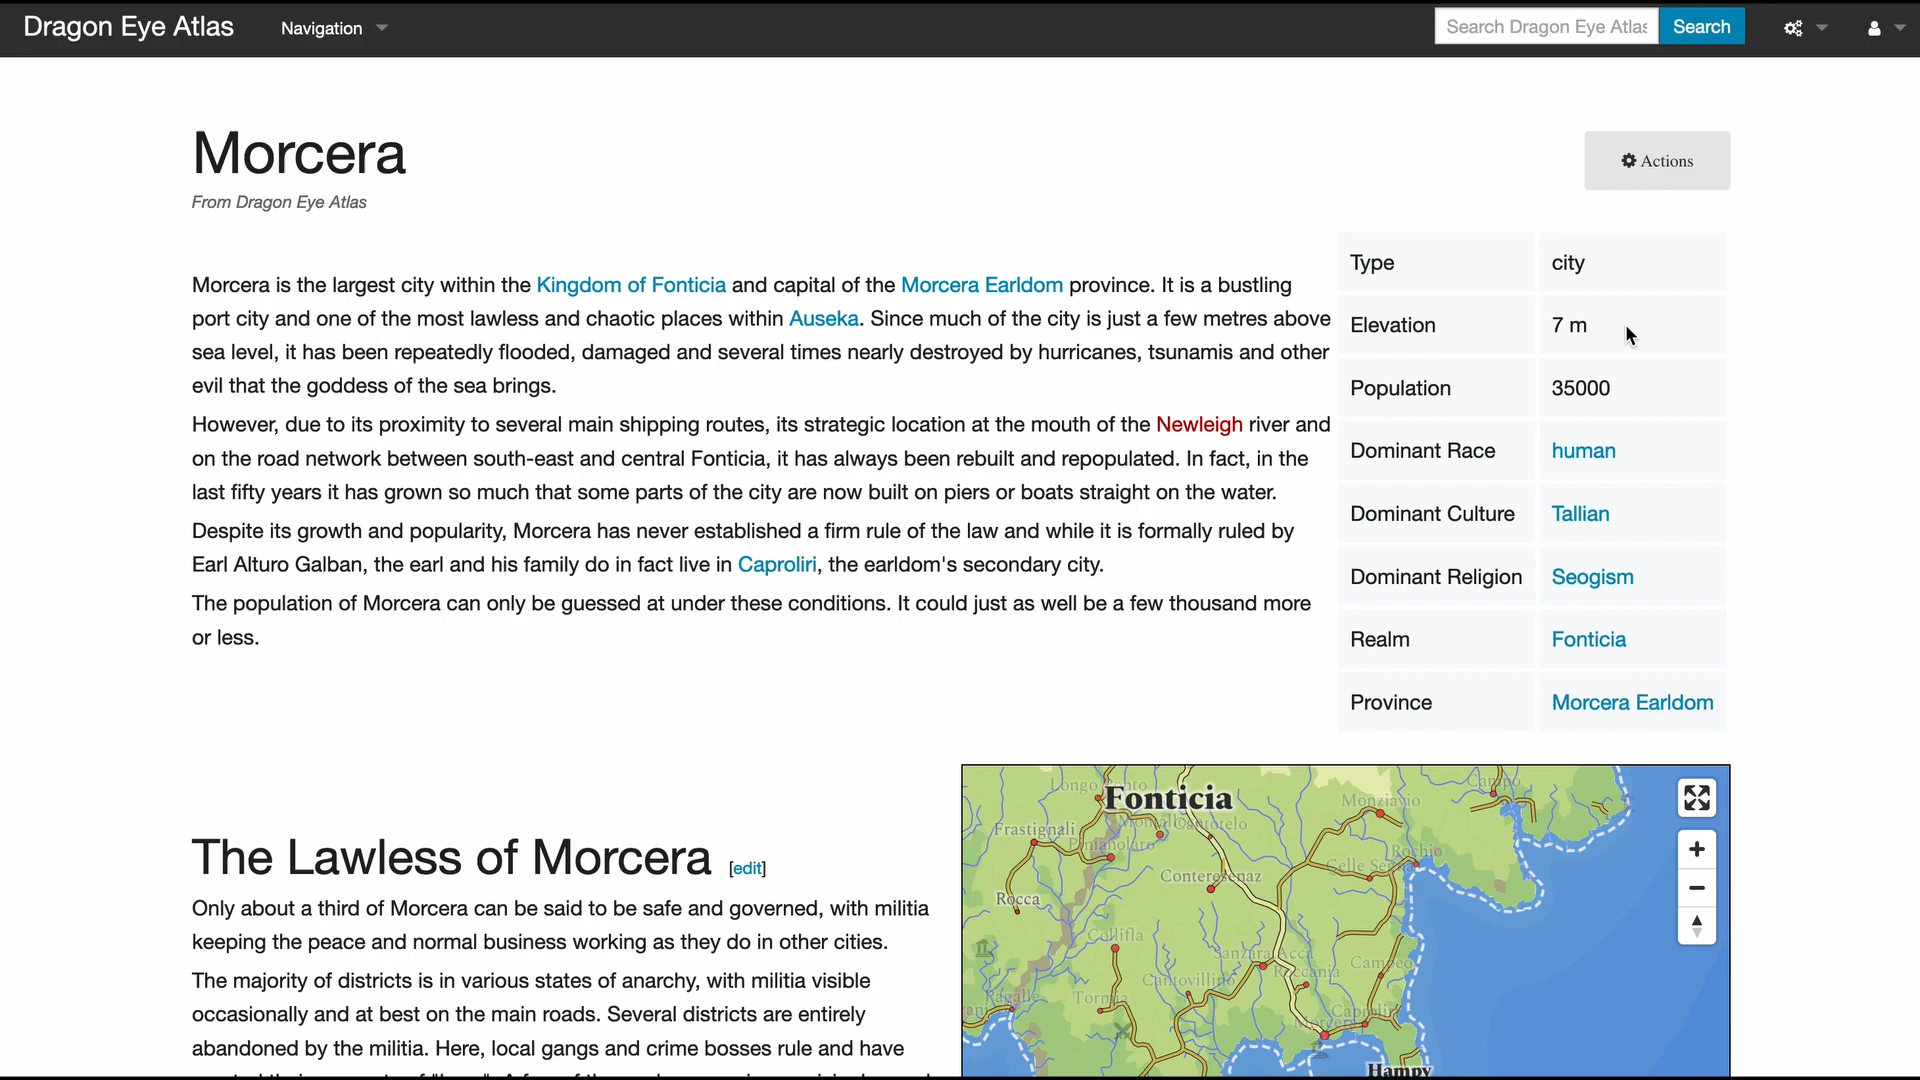 Dragon Eye Atlas
Navigation
Search Dragon Eye Atlas
Search
Morcera
Actions
From Dragon Eye Atlas
Morcera is the largest city within the Kingdom of Fonticia and capital of the Morcera Earldom province. It is a bustling
port city and one of the most lawless and chaotic places within Auseka. Since much of the city is just a few metres above
sea level, it has been repeatedly flooded, damaged and several times nearly destroyed by hurricanes, tsunamis and other
evil that the goddess of the sea brings.
However, due to its proximity to several main shipping routes, its strategic location at the mouth of the Newleigh river and
on the road network between south-east and central Fonticia, it has always been rebuilt and repopulated. In fact, in the
last fifty years it has grown so much that some parts of the city are now built on piers or boats straight on the water.
Despite its growth and popularity, Morcera has never established a firm rule of the law and while it is formally ruled by
Earl Alturo Galban, the earl and his family do in fact live in Caproliri, the earldom's secondary city.
The population of Morcera can only be guessed at under these conditions. It could just as well be a few thousand more
or less.
Type city
Elevation 7 m
Population 35000
Dominant Race human
Dominant Culture Tallian
Dominant Religion Seogism
Realm Fonticia
Province Morcera Earldom
The Lawless of Morcera [edit]
Only about a third of Morcera can be said to be safe and governed, with militia
keeping the peace and normal business working as they do in other cities.
The majority of districts is in various states of anarchy, with militia visible
occasionally and at best on the main roads. Several districts are entirely
abandoned by the militia. Here, local gangs and crime bosses rule and have
Longo
Campo
Fonticia
Monziavio
Frastignali
Pinianolaro
Rochio
Conteresenaz
Rocca
Collifla
Sanzara Acca
Roccania
Campeo
Cantovillino
Pagalle
Tormia
Morcera
Hampy